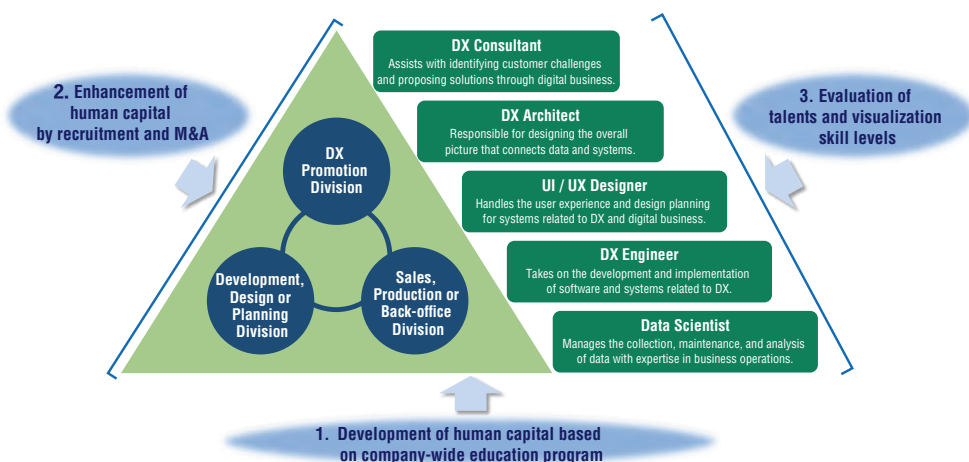 DX Consultant
Assists with identifying customer challenges
and proposing solutions through digital business.
2. Enhancement of
human capital
by recruitment and M&A
3. Evaluation of
talents and visualization
skill levels
DX Architect
Responsible for designing the overall
picture that connects data and systems.
DX
Promotion
Division
UI / UX Designer
Handles the user experience and design planning
for systems related to DX and digital business.
DX Engineer
Takes on the development and implementation
of software and systems related to DX.
Development,
Design or
Planning
Division
Sales,
Production or
Back-office
Division
Data Scientist
Manages the collection, maintenance, and analysis
of data with expertise in business operations.
1. Development of human capital based
on company-wide education program